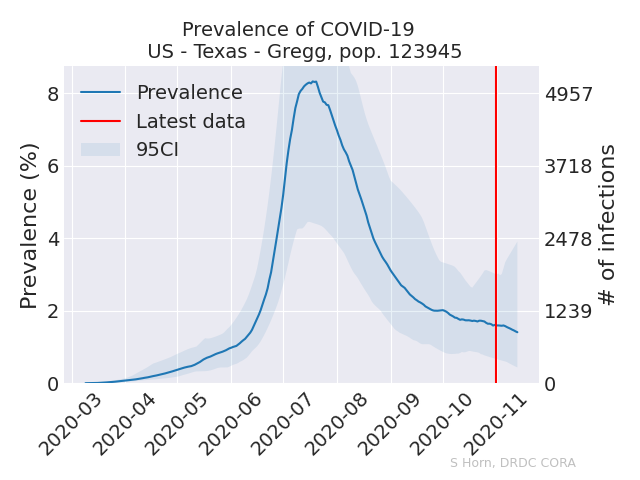 Prevalence of COVID-19
US - Texas - Gregg, pop. 123945
Prevalence
Latest data
95CI
Prevalence (%)
8
6
4
2
0
4957
3718
2478
1239
0
# of infections
2020-03
2020-04
2020-05
2020-06
2020-07
2020-08
2020-09
2020-10
2020-11
S Horn, DRDC CORA